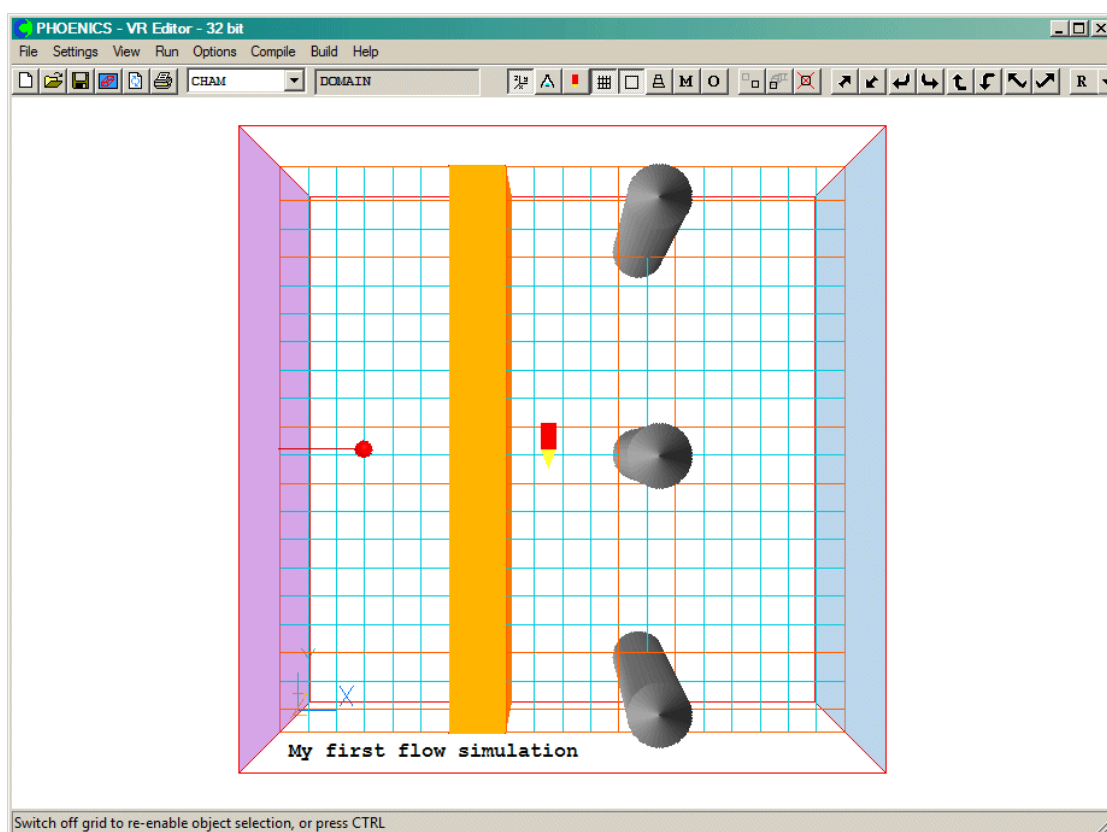 PHOENICS - VR Editor - 32 bit
File Settings View Run Options Compile Build Help
CHAM DOMAIN M O R
Y
X
Z
My first flow simulation
Switch off grid to re-enable object selection, or press CTRL